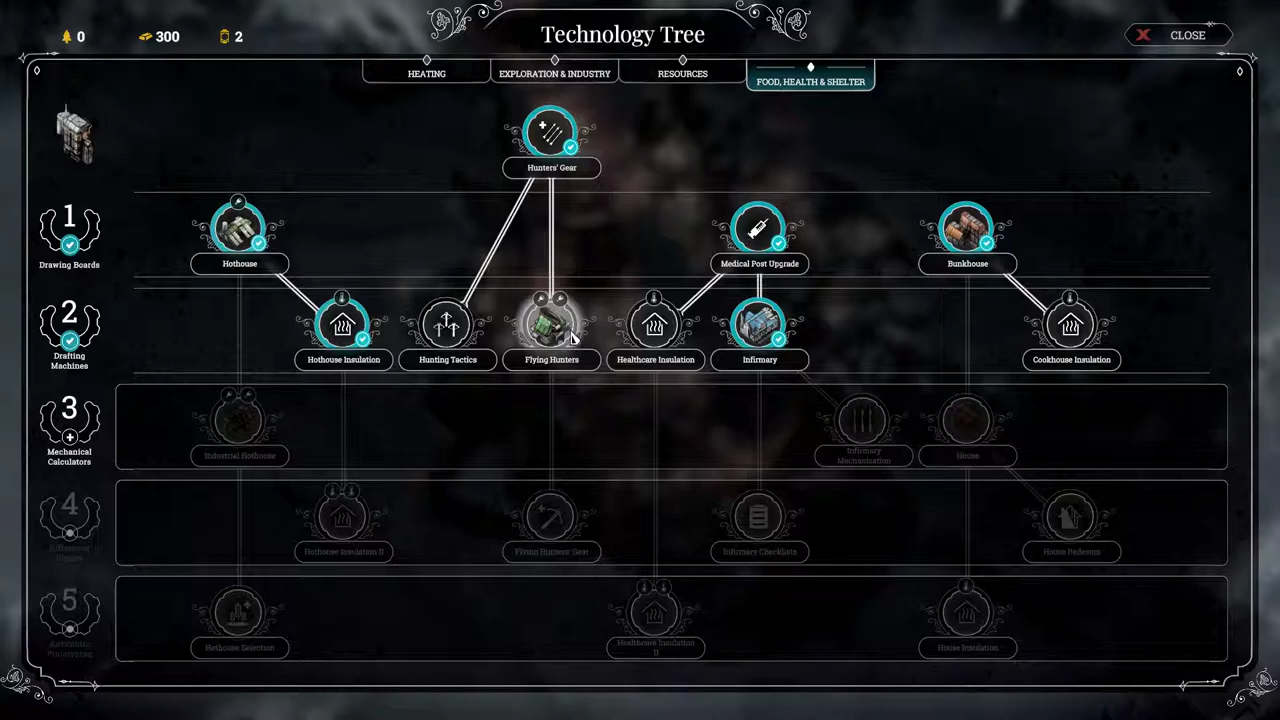 0
300
2
Technology Tree
CLOSE
HEATING
EXPLORATION & INDUSTRY
RESOURCES
FOOD, HEALTH & SHELTER
Hunters' Gear
1
Drawing Boards
Hothouse
Medical Post Upgrade
Bunkhouse
2
Drafting
Machines
Hothouse Insulation
Hunting Tactics
Flying Hunters
Healthcare Insulation
Infirmary
Cookhouse Insulation
3
Mechanical
Calculators
Industrial Hothouse
Infirmary
Mechanisation
House
4
Hothouse Insulation II
Flying Hunters' Gear
Infirmary Checklists
House Redesign
5
Hothouse Selection
Healthcare Insulation
II
House Insulation